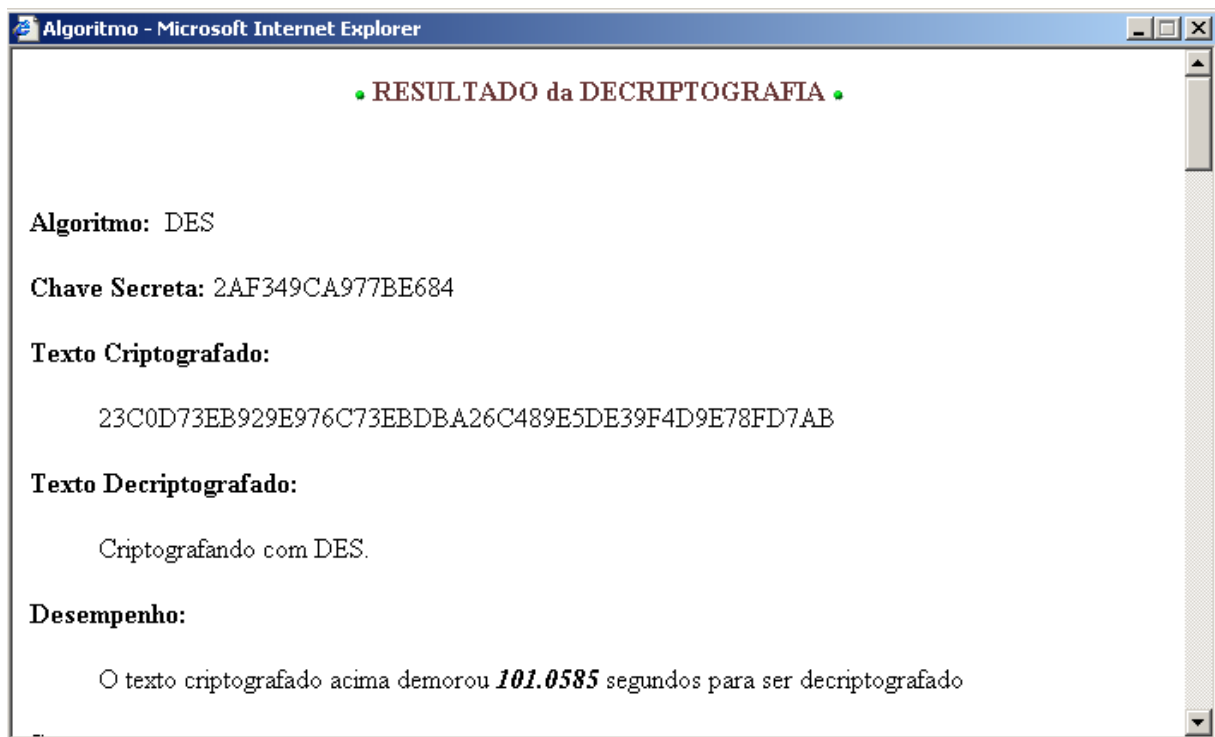 Algoritmo - Microsoft Internet Explorer
RESULTADO da DECRIPTOGRAFIA
Algoritmo: DES
Chave Secreta: 2AF349CA977BE684
Texto Criptografado:
23C0D73EB929E976C73EBDBA26C489E5DE39F4D9E78FD7AB
Texto Decriptografado:
Criptografando com DES.
Desempenho:
O texto criptografado acima demorou 101.0585 segundos para ser decriptografado